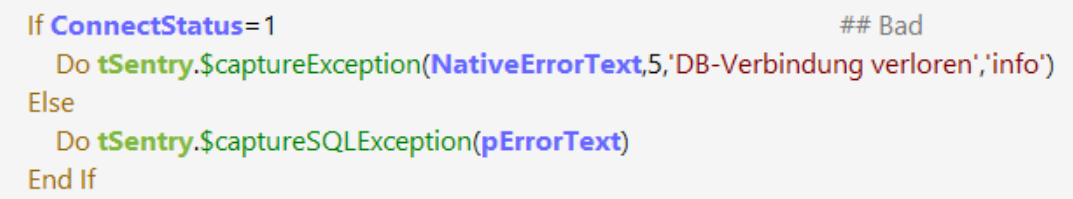 If ConnectStatus=1 ## Bad
Do tSentry.$captureException(NativeErrorText,5,'DB-Verbindung verloren','info')
Else
Do tSentry.$captureSQLException(pErrorText)
End If